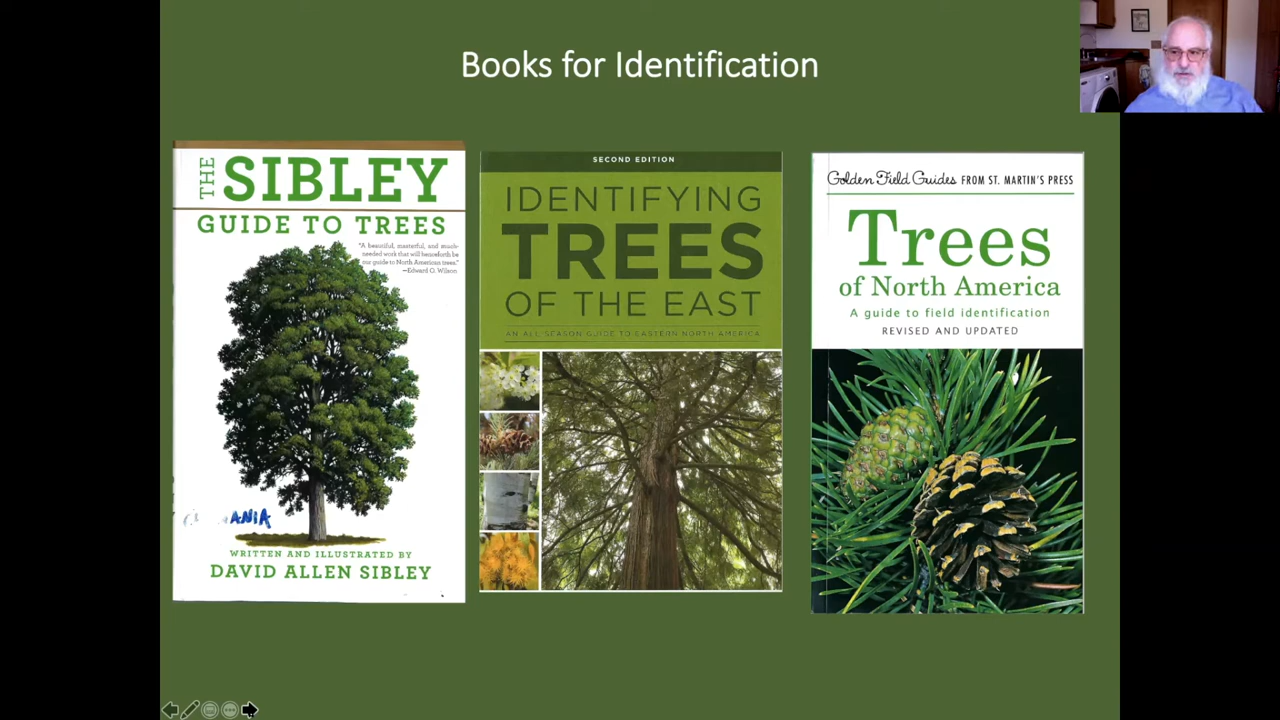 Books for Identification
THE SIBLEY
GUIDE TO TREES
"A beautiful, masterful, and much-
needed work that will henceforth be
our guide to North American trees."
—Edward O. Wilson
ANIA
WRITTEN AND ILLUSTRATED BY
DAVID ALLEN SIBLEY
SECOND EDITION
IDENTIFYING
TREES
OF THE EAST
AN ALL SEASON GUIDE TO EASTERN NORTH AMERICA
Golden Field Guides FROM ST. MARTIN'S PRESS
Trees
of North America
A guide to field identification
REVISED AND UPDATED